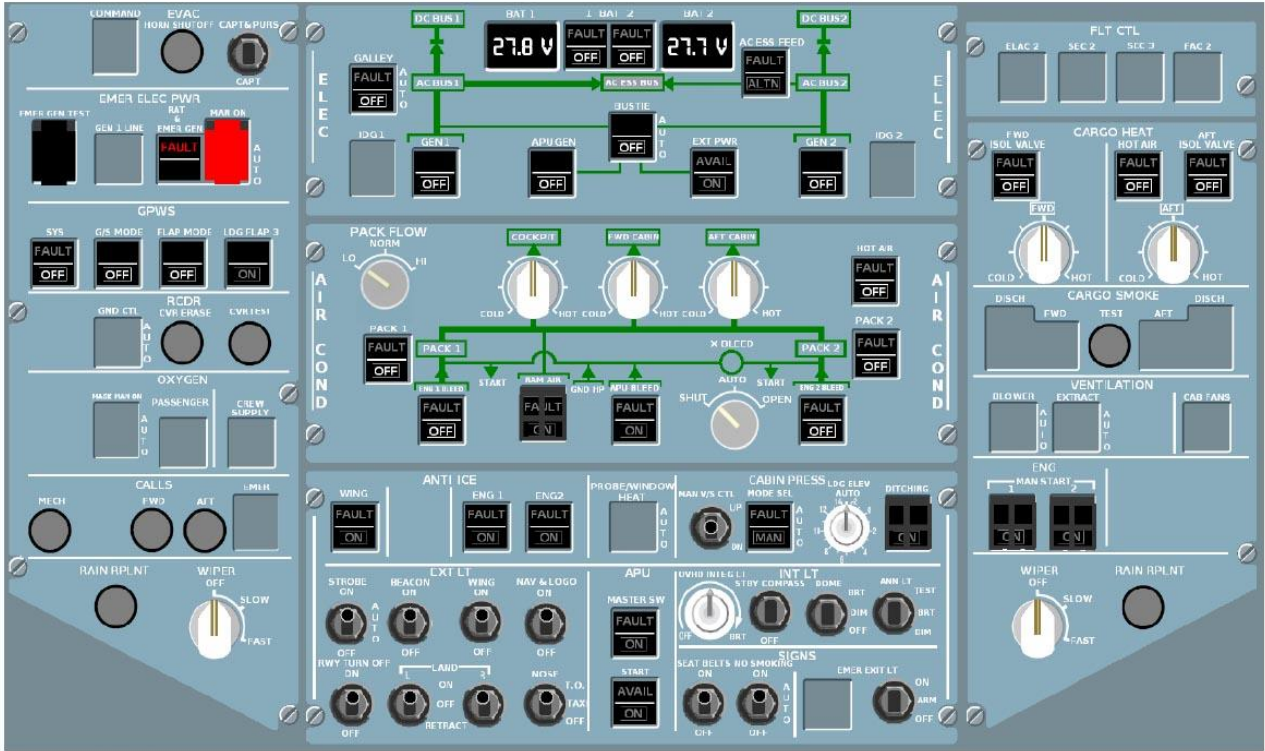 EVAC
COMMAND
HORN SHUTOFF
CAPT&PURS
CAPT
EMER ELEC PWR
EMER GEN TEST
GEN 1 LINE
RAT
&
EMER GEN
MAN ON
FAULT
AUTO
GPWS
SYS
G/S MODE
FLAP MODE
LDG FLAP 3
FAULT
OFF
OFF
OFF
ON
RCDR
GND CTL
CVR ERASE
CVR TEST
AUTO
OXYGEN
MASK MAN ON
PASSENGER
CREW
SUPPLY
AUTO
CALLS
MECH
FWD
AFT
EMER
RAIN RPLNT
WIPER
OFF
SLOW
FAST
ELEC
DC BUS 1
BAT 1
1 BAT 2
BAT 2
DC BUS2
27.8 V
FAULT
OFF
FAULT
OFF
27.7 V
GALLEY
FAULT
OFF
AUTO
AC ESS FEED
FAULT
ALTN
AC BUS1
AC ESS BUS
AC BUS2
BUSTIE
OFF
AUTO
IDG 1
GEN1
OFF
APU GEN
OFF
EXT PWR
AVAIL
ON
GEN 2
OFF
IDG 2
ELEC
AIR COND
PACK FLOW
NORM
LO
HI
COCKPIT
FWD CABIN
AFT CABIN
HOT AIR
FAULT
OFF
COLD
HOT
COLD
HOT
COLD
HOT
PACK 1
FAULT
OFF
PACK 1
X BLEED
PACK 2
PACK 2
FAULT
OFF
START
GND HP
START
ENG 1 BLEED
RAM AIR
APU BLEED
AUTO
SHUT
OPEN
ENG 2 BLEED
FAULT
OFF
FAULT
ON
FAULT
ON
FAULT
OFF
AIR COND
ANTI ICE
WING
ENG 1
ENG2
FAULT
ON
FAULT
ON
FAULT
ON
PROBE/WINDOW
HEAT
AUTO
CABIN PRESS
MAN V/S CTL
UP
DN
MODE SEL
FAULT
MAN
AUTO
LDG ELEV
AUTO
DITCHING
ON
EXT LT
STROBE
BEACON
WING
NAV & LOGO
ON
ON
ON
ON
AUTO
OFF
OFF
OFF
OFF
RWY TURN OFF
LAND
NOSE
ON
L
R
ON
OFF
RETRACT
T.O.
TAXI
OFF
OFF
APU
MASTER SW
FAULT
ON
START
AVAIL
ON
INT LT
OVHD INTEG LT
OFF
BRT
STBY COMPASS
ON
OFF
DOME
BRT
DIM
OFF
ANN LT
TEST
BRT
DIM
SIGNS
SEAT BELTS
NO SMOKING
ON
ON
OFF
OFF
AUTO
EMER EXIT LT
ON
ARM
OFF
FLT CTL
ELAC 2
SEC 2
SEC 3
FAC 2
CARGO HEAT
FWD
ISOL VALVE
HOT AIR
AFT
ISOL VALVE
FAULT
OFF
FAULT
OFF
FAULT
OFF
FWD
AFT
COLD
HOT
COLD
HOT
CARGO SMOKE
DISCH
FWD
TEST
AFT
DISCH
VENTILATION
BLOWER
AUTO
EXTRACT
AUTO
CAB FANS
ENG
MAN START
1
2
ON
ON
WIPER
OFF
SLOW
FAST
RAIN RPLNT